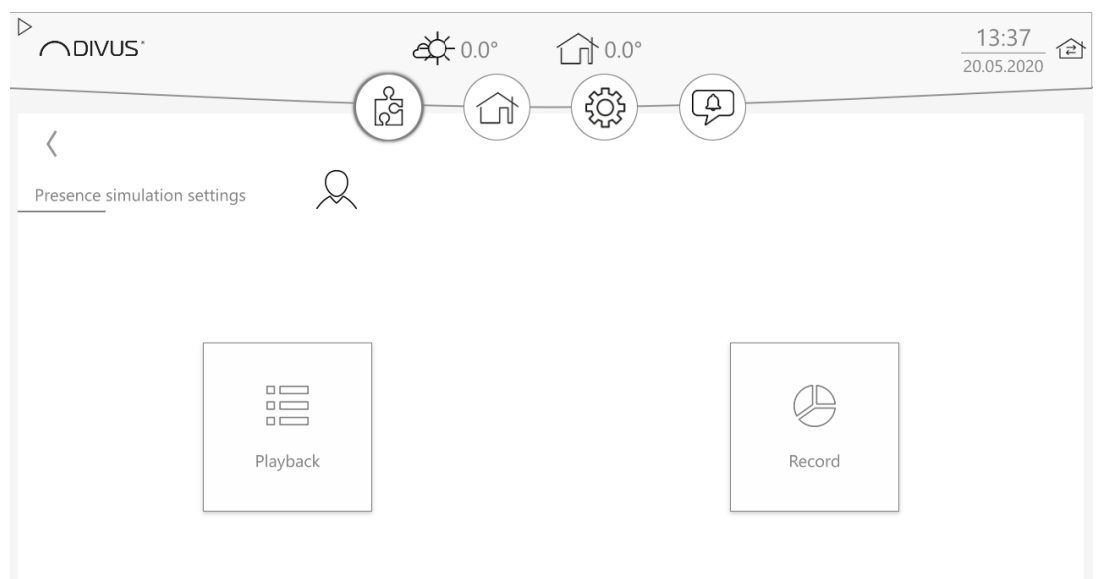 DIVUS
0.0°
0.0°
13:37
20.05.2020
Presence simulation settings
Playback
Record